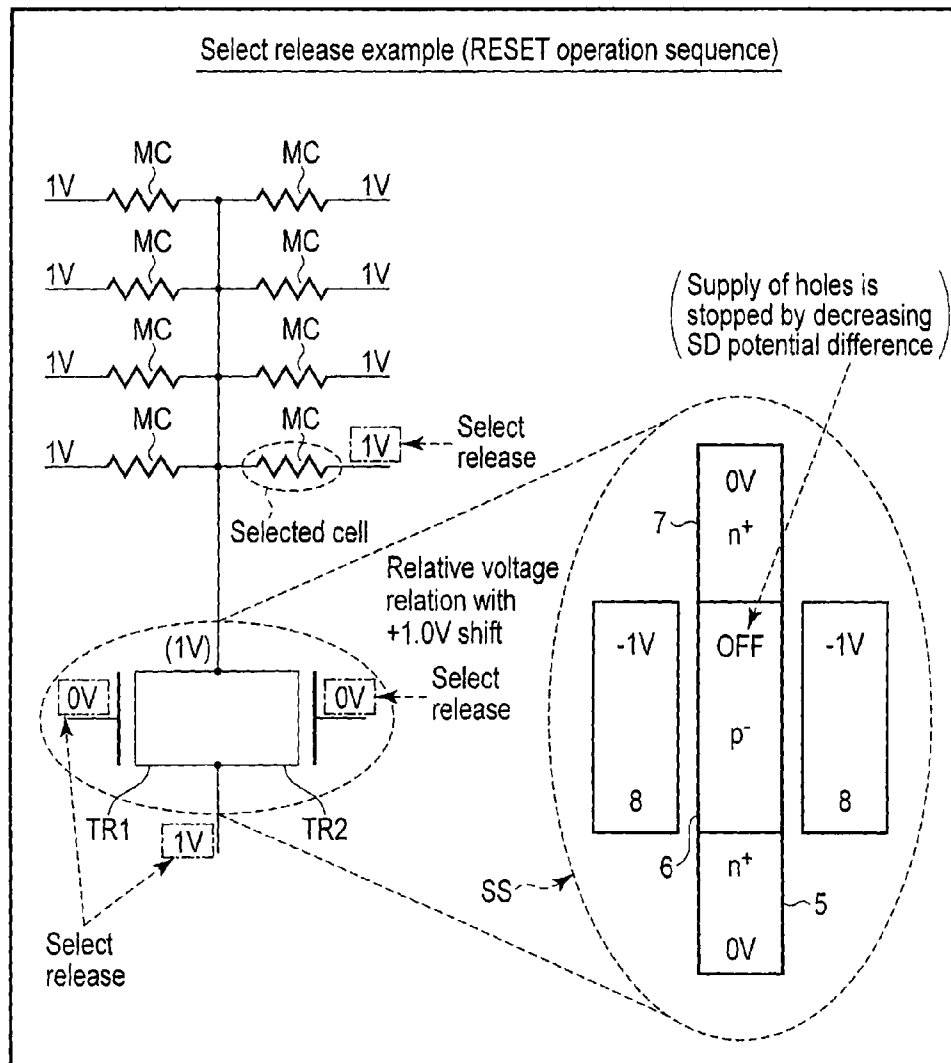 Select release example (RESET operation sequence)
MC MC
1V 1V
MC MC
1V 1V
MC MC
1V 1V
MC MC
1V 1V
Select
release
Selected cell
(Supply of holes is
stopped by decreasing
SD potential difference)
Relative voltage
relation with
+1.0V shift
(1V)
0V 0V
Select
release
TR1 TR2
1V
Select
release
0V
7 n+
-1V OFF -1V
p-
8 8
6
n+
SS 5
0V